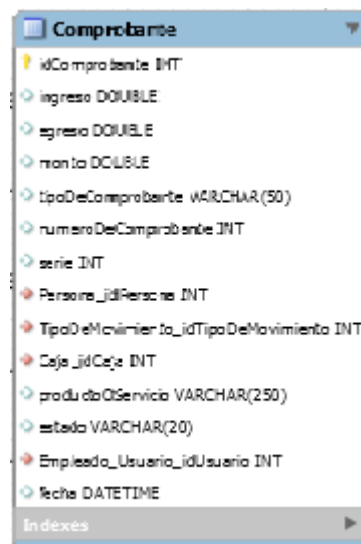 Comprobante
idComprobante INT
ingreso DOUBLE
egreso DOUBLE
monto DOUBLE
tipoDeComprobante VARCHAR(50)
numeroDeComprobante INT
serie INT
Persona_idPersona INT
TipoDeMovimiento_idTipoDeMovimiento INT
Caja_idCaja INT
productoOServicio VARCHAR(250)
estado VARCHAR(20)
Empleado_Usuario_idUsuario INT
fecha DATETIME
Indexes